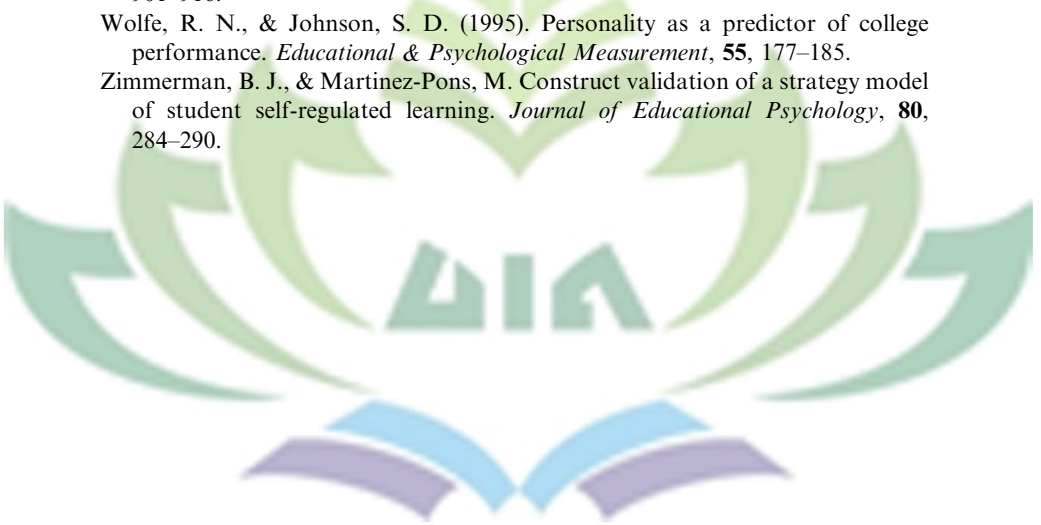 Wolfe, R. N., & Johnson, S. D. (1995). Personality as a predictor of college
performance. Educational & Psychological Measurement, 55, 177–185.
Zimmerman, B. J., & Martinez-Pons, M. Construct validation of a strategy model
of student self-regulated learning. Journal of Educational Psychology, 80,
284–290.